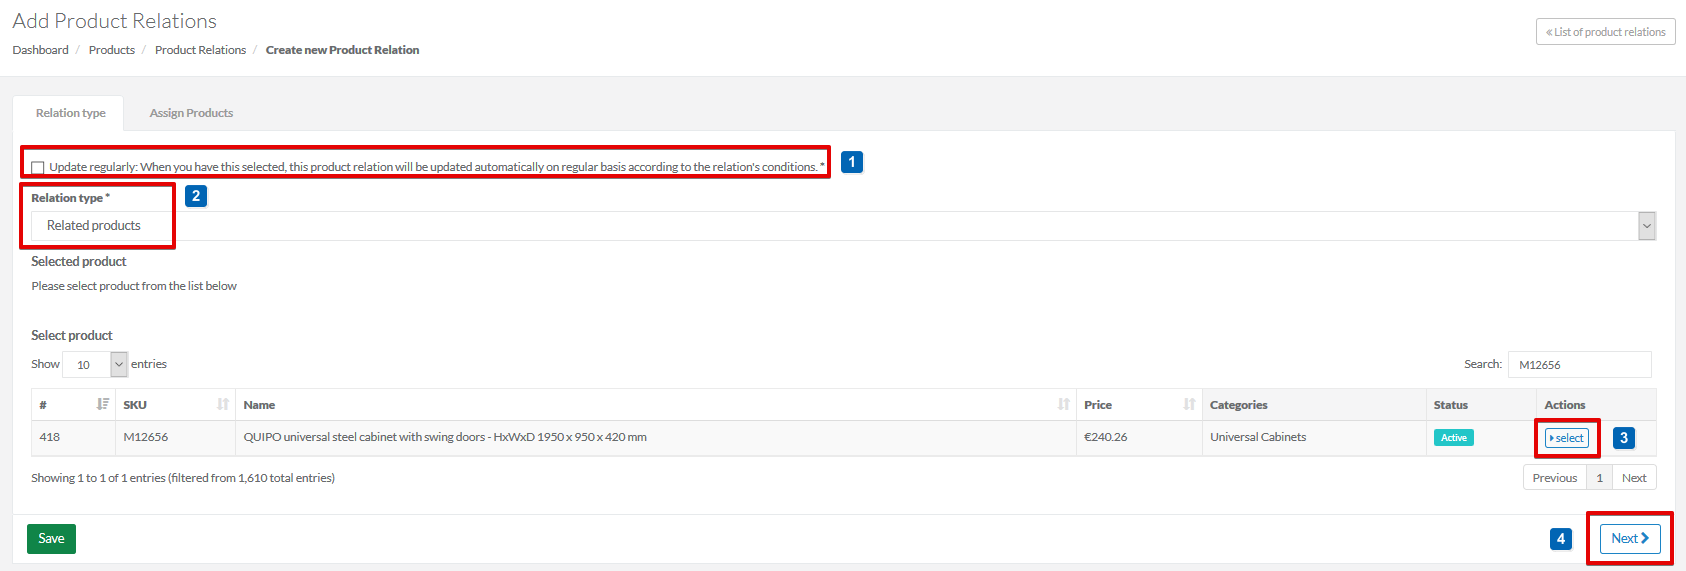 Add Product Relations
Dashboard / Products / Product Relations / Create new Product Relation
« List of product relations
Relation type
Assign Products
Update regularly: When you have this selected, this product relation will be updated automatically on regular basis according to the relation's conditions. *
1
Relation type *
2
Related products
Selected product
Please select product from the list below
Select product
Show 10 entries
Search: M12656
# SKU Name Price Categories Status Actions
418 M12656 QUIPO universal steel cabinet with swing doors - HxWxD 1950 x 950 x 420 mm €240.26 Universal Cabinets Active select
3
Showing 1 to 1 of 1 entries (filtered from 1,610 total entries)
Previous 1 Next
Save
4
Next